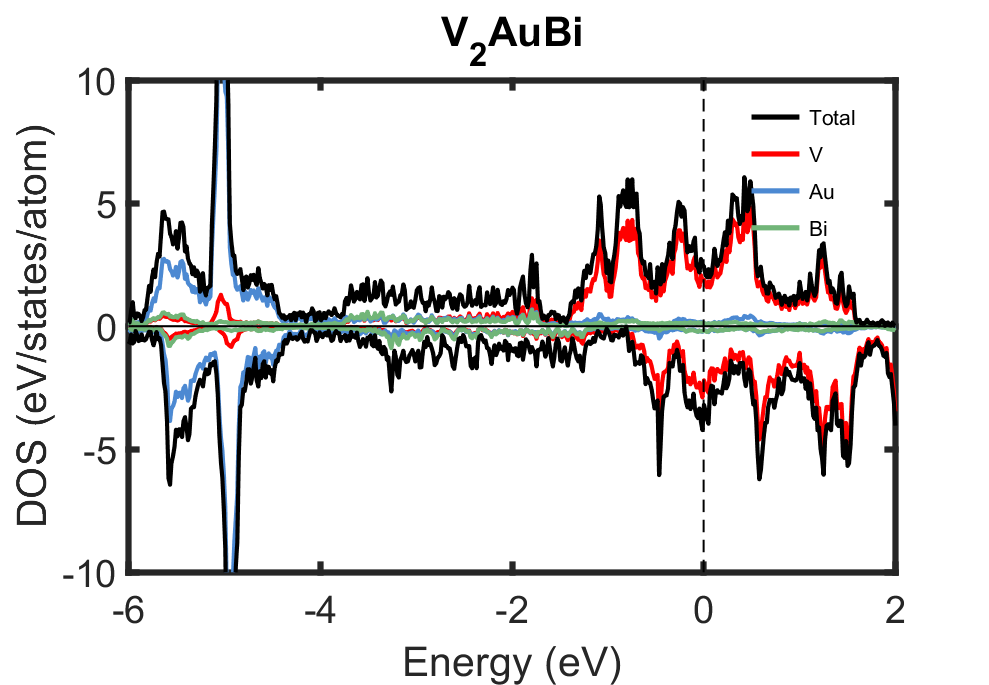 V₂AuBi
10
5
0
-5
-10
DOS (eV/states/atom)
Total
V
Au
Bi
-6 -4 -2 0 2
Energy (eV)